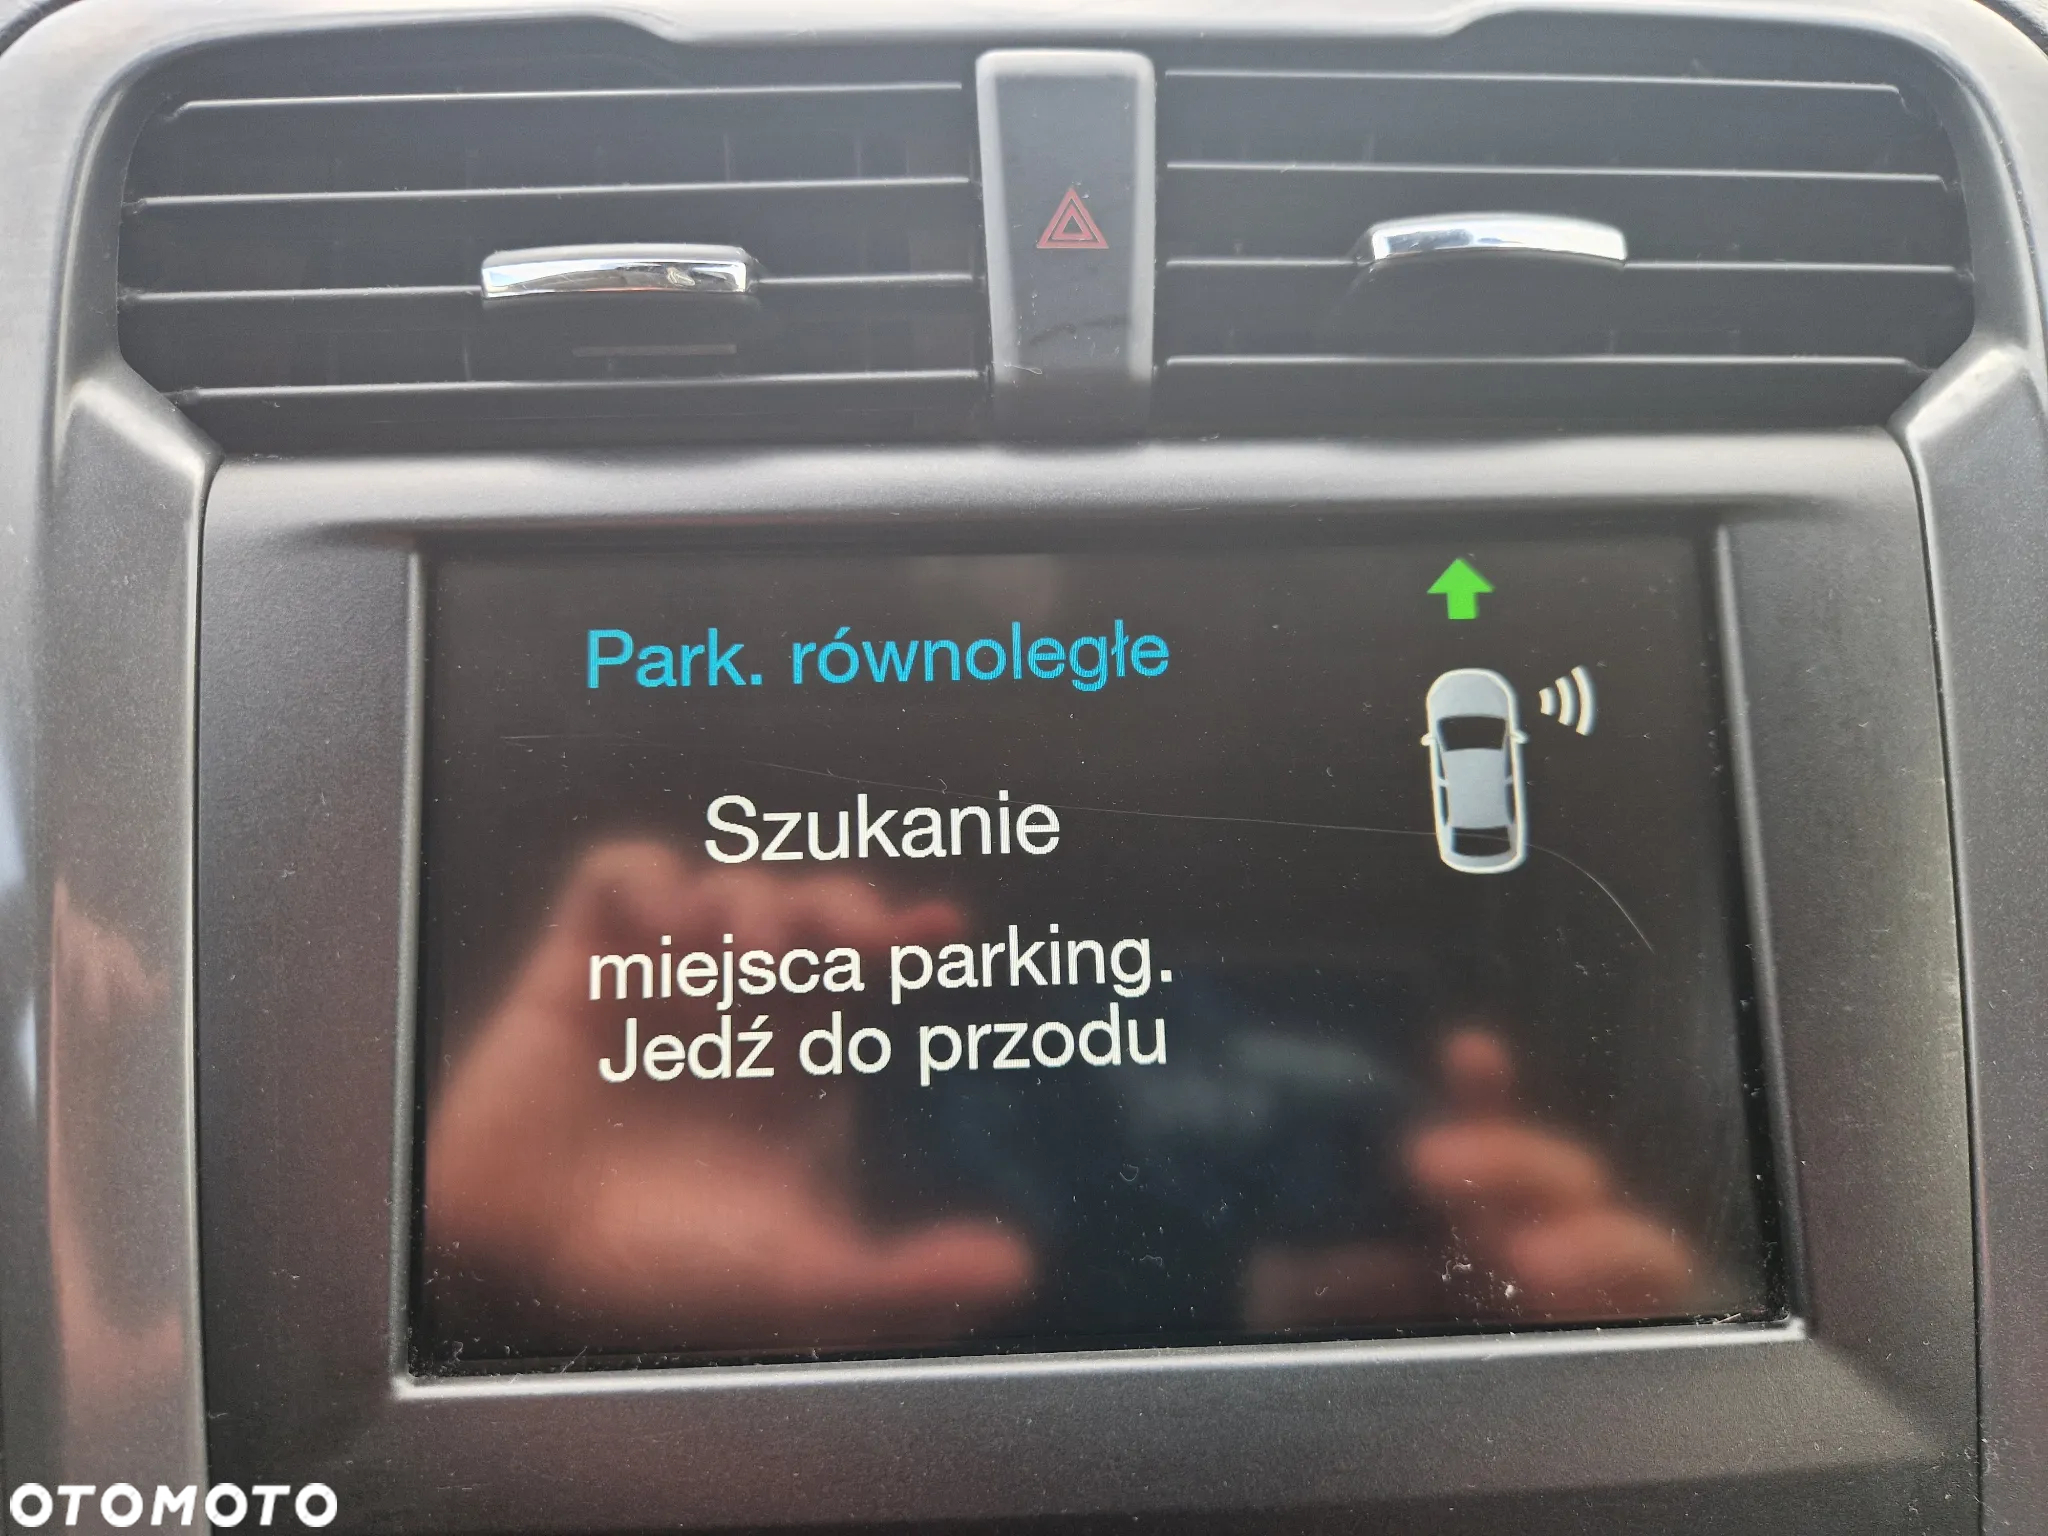 Park. równoległe
Szukanie
miejsca parking.
Jedź do przodu
OTOMOTO